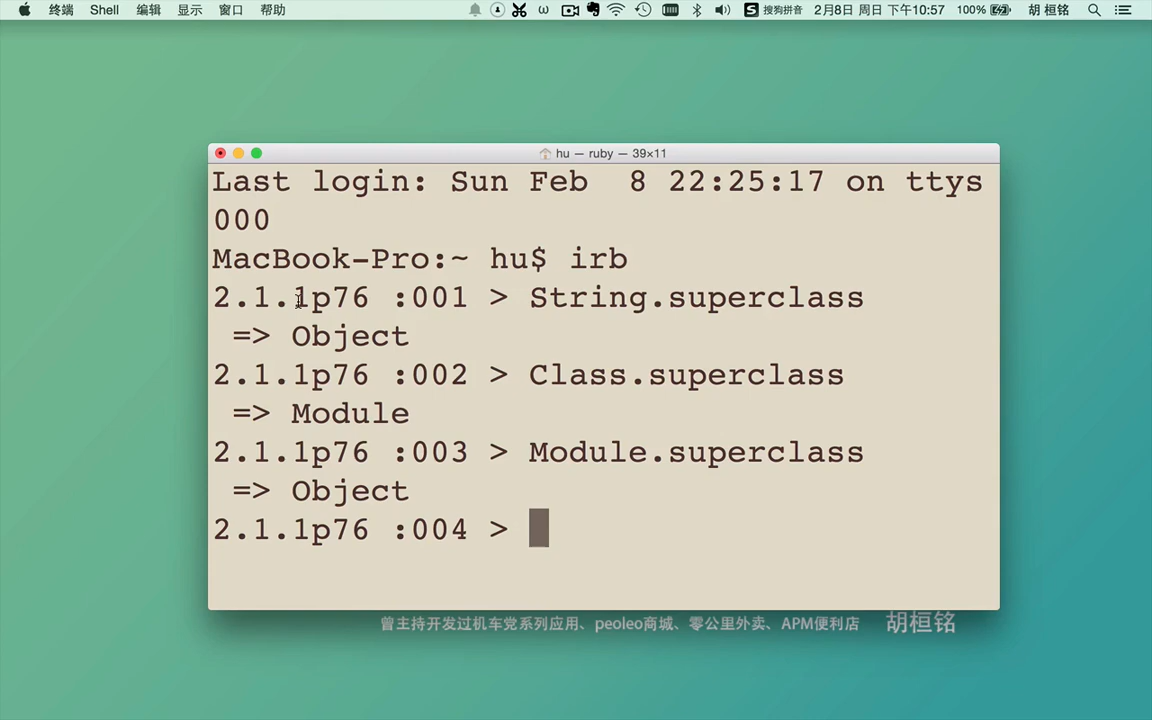 终端 Shell 编辑 显示 窗口 帮助 搜狗拼音 2月8日 周日 下午10:57 100% 胡 桓铭
hu — ruby — 39×11
Last login: Sun Feb  8 22:25:17 on ttys
000
MacBook-Pro:~ hu$ irb
2.1.1p76 :001 > String.superclass
 => Object
2.1.1p76 :002 > Class.superclass
 => Module
2.1.1p76 :003 > Module.superclass
 => Object
2.1.1p76 :004 >
曾主持开发过机车党系列应用、peoleo商城、零公里外卖、APM便利店 胡桓铭